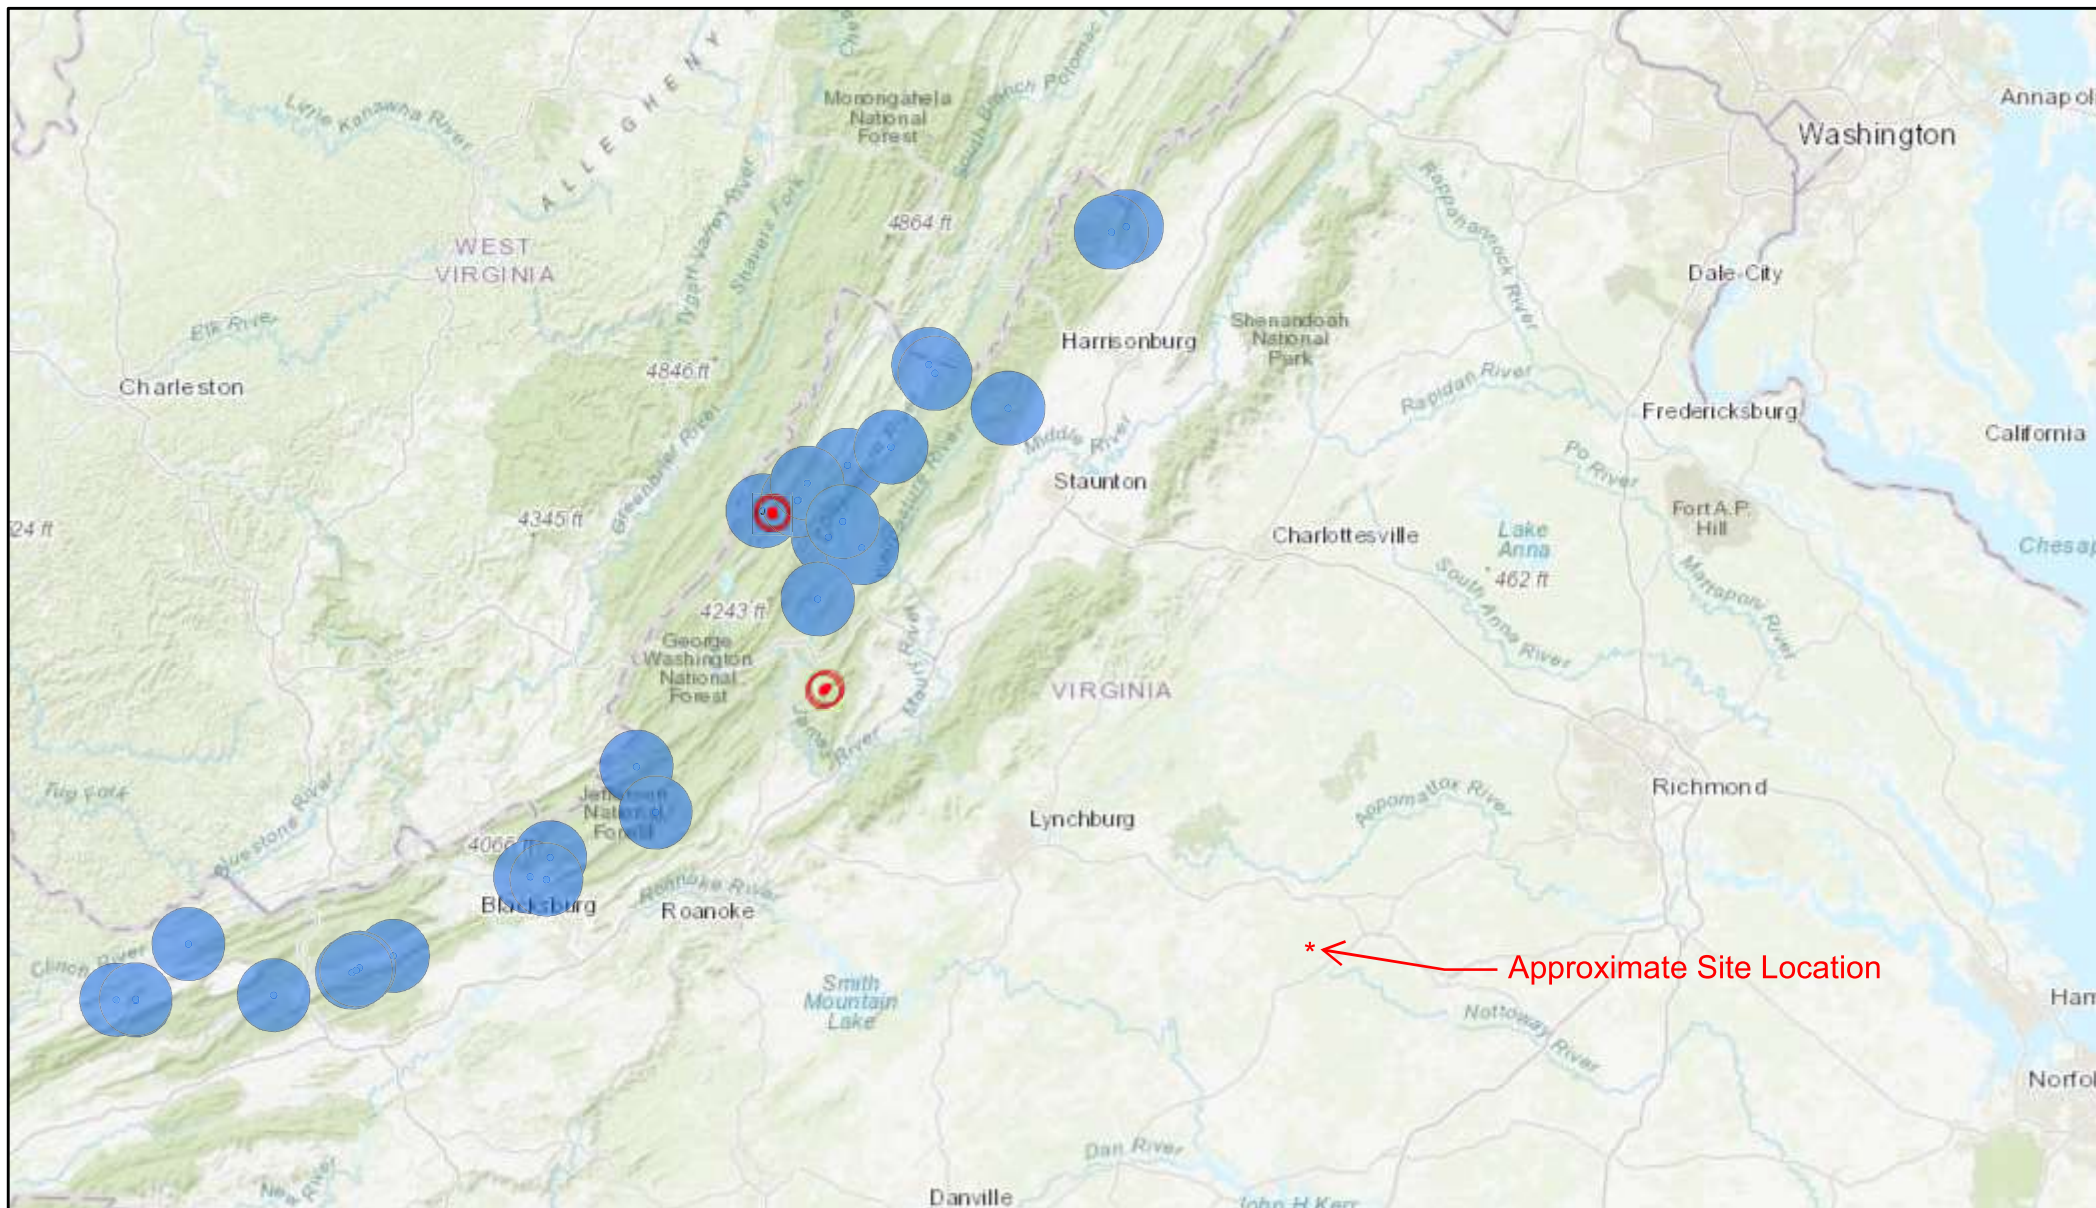 Annapol
Washington
ALLEGHENY
Little Kanawha River
Monongahela
National
Forest
South Branch Potomac
Tygart Valley River
Shavers Fork
4864 ft
WEST
VIRGINIA
Rappahannock River
Dale City
Elk River
Harrisonburg
Shenandoah
National
Park
4846 ft
Charleston
Rapidan River
Fredericksburg
California
Greenbrier River
Middle River
Staunton
Po River
Fort A.P.
Hill
4345 ft
24 ft
Charlottesville
Lake
Anna
462 ft
Chesap
South Anna River
Mattaponi River
4243 ft
George
Washington
National
Forest
Maury River
VIRGINIA
James
River
Tug Fork
Bluestone River
Jefferson
National
Forest
Richmond
Appomattox River
Lynchburg
4066 ft
Blacksburg
Roanoke River
Roanoke
Clinch River
* Approximate Site Location
Smith
Mountain
Lake
Ham
Nottoway River
Norfol
Dan River
New River
Danville
John H Kerr